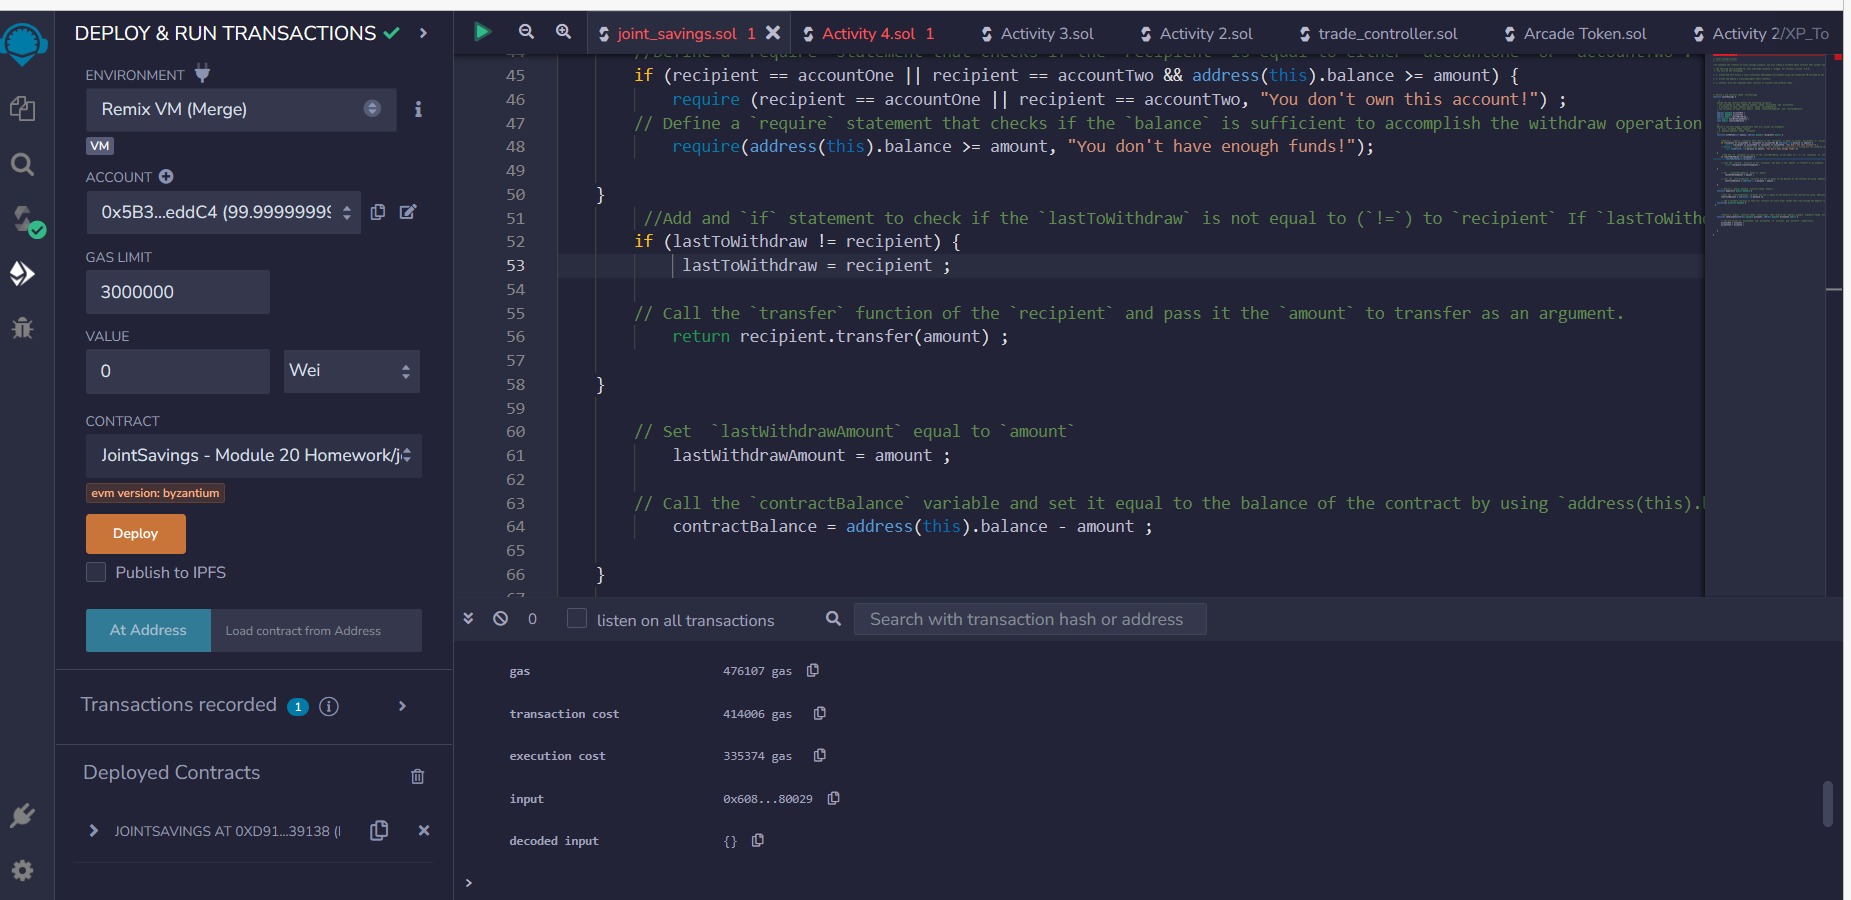 DEPLOY & RUN TRANSACTIONS
ENVIRONMENT
Remix VM (Merge)
VM
ACCOUNT
0x5B3...eddC4 (99.9999999
GAS LIMIT
3000000
VALUE
0
Wei
CONTRACT
JointSavings - Module 20 Homework/j
evm version: byzantium
Deploy
Publish to IPFS
At Address
Load contract from Address
Transactions recorded 1
Deployed Contracts
JOINTSAVINGS AT 0XD91...39138 (
joint_savings.sol 1
Activity 4.sol 1
Activity 3.sol
Activity 2.sol
trade_controller.sol
Arcade Token.sol
Activity 2/XP_To
44 //Define a `require` statement that checks if the `recipient` is equal to either `accountOne` or `accountTwo`.
45 if (recipient == accountOne || recipient == accountTwo && address(this).balance >= amount) {
46 require (recipient == accountOne || recipient == accountTwo, "You don't own this account!") ;
47 // Define a `require` statement that checks if the `balance` is sufficient to accomplish the withdraw operation
48 require(address(this).balance >= amount, "You don't have enough funds!");
49
50 }
51 //Add and `if` statement to check if the `lastToWithdraw` is not equal to (`!=`) to `recipient` If `lastToWith
52 if (lastToWithdraw != recipient) {
53 lastToWithdraw = recipient ;
54
55 // Call the `transfer` function of the `recipient` and pass it the `amount` to transfer as an argument.
56 return recipient.transfer(amount) ;
57
58 }
59
60 // Set  `lastWithdrawAmount` equal to `amount`
61 lastWithdrawAmount = amount ;
62
63 // Call the `contractBalance` variable and set it equal to the balance of the contract by using `address(this).
64 contractBalance = address(this).balance - amount ;
65
66 }
67
0
listen on all transactions
Search with transaction hash or address
gas 476107 gas
transaction cost 414006 gas
execution cost 335374 gas
input 0x608...80029
decoded input {}
>